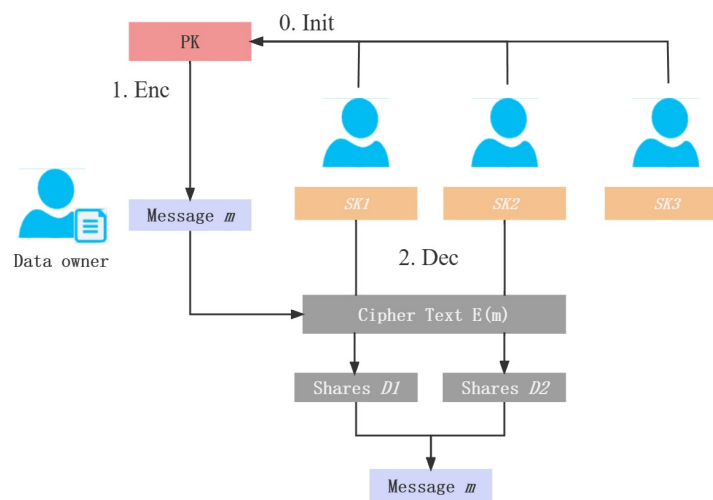 0. Init
PK
1. Enc
Message m
SK1
SK2
SK3
Data owner
2. Dec
Cipher Text E(m)
Shares D1
Shares D2
Message m